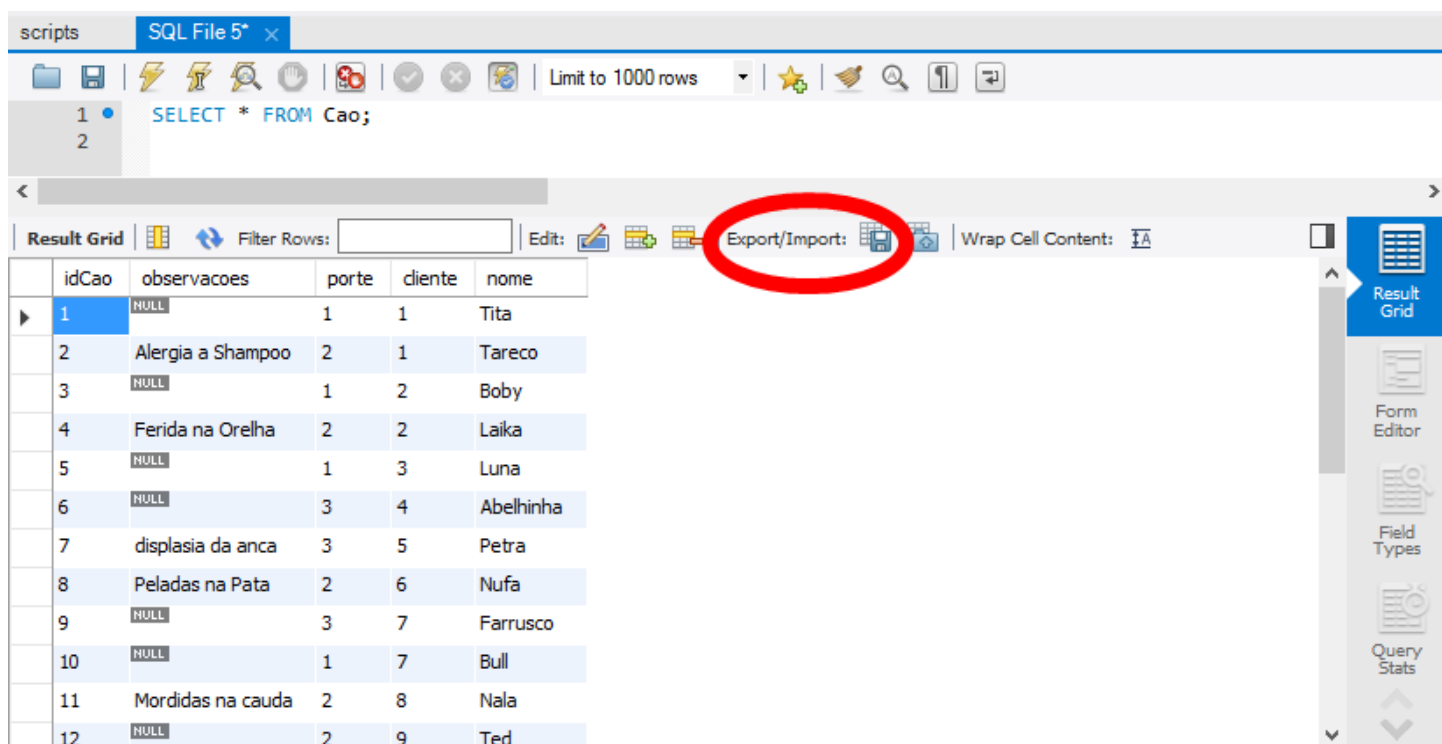 scripts SQL File 5*
Limit to 1000 rows
1 SELECT * FROM Cao;
2
Result Grid Filter Rows: Edit: Export/Import: Wrap Cell Content:
idCao observacoes porte cliente nome
1 NULL 1 1 Tita
2 Alergia a Shampoo 2 1 Tareco
3 NULL 1 2 Boby
4 Ferida na Orelha 2 2 Laika
5 NULL 1 3 Luna
6 NULL 3 4 Abelhinha
7 displasia da anca 3 5 Petra
8 Peladas na Pata 2 6 Nufa
9 NULL 3 7 Farrusco
10 NULL 1 7 Bull
11 Mordidas na cauda 2 8 Nala
12 NULL 2 9 Ted
Result
Grid
Form
Editor
Field
Types
Query
Stats